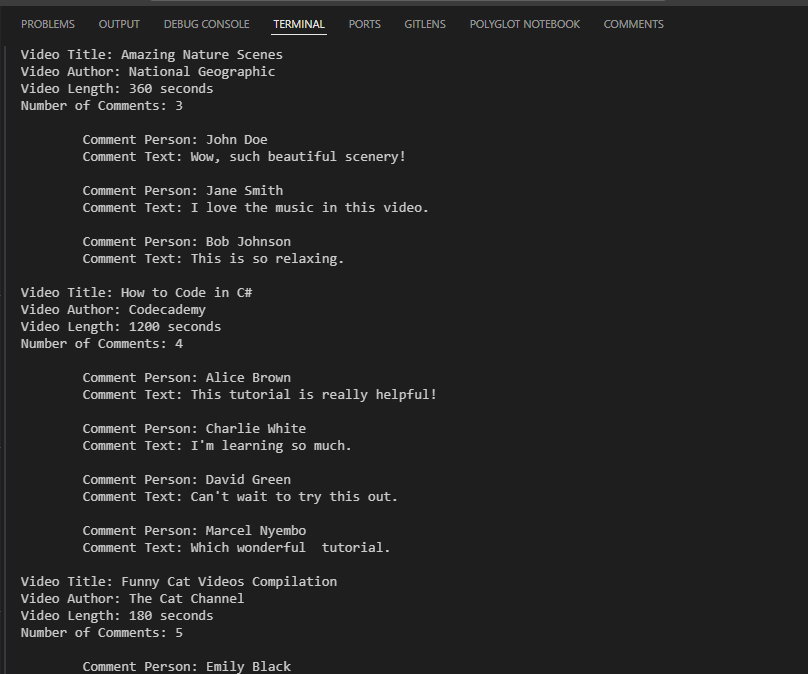 PROBLEMS OUTPUT DEBUG CONSOLE TERMINAL PORTS GITLENS POLYGLOT NOTEBOOK COMMENTS
Video Title: Amazing Nature Scenes
Video Author: National Geographic
Video Length: 360 seconds
Number of Comments: 3
Comment Person: John Doe
Comment Text: Wow, such beautiful scenery!
Comment Person: Jane Smith
Comment Text: I love the music in this video.
Comment Person: Bob Johnson
Comment Text: This is so relaxing.
Video Title: How to Code in C#
Video Author: Codecademy
Video Length: 1200 seconds
Number of Comments: 4
Comment Person: Alice Brown
Comment Text: This tutorial is really helpful!
Comment Person: Charlie White
Comment Text: I'm learning so much.
Comment Person: David Green
Comment Text: Can't wait to try this out.
Comment Person: Marcel Nyembo
Comment Text: Which wonderful  tutorial.
Video Title: Funny Cat Videos Compilation
Video Author: The Cat Channel
Video Length: 180 seconds
Number of Comments: 5
Comment Person: Emily Black